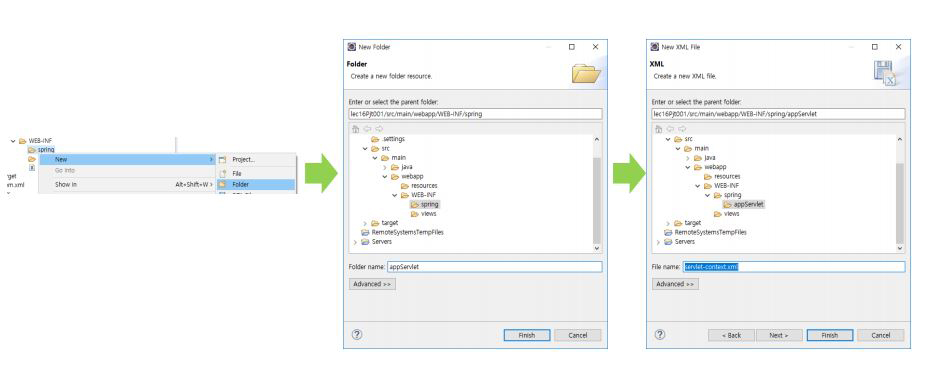 WEB-INF
spring
New
Project...
Go Into
File
Show in
Alt+Shift+W >
Folder
rget
om.xml
New Folder
Folder
Create a new folder resource.
Enter or select the parent folder:
lec16Pjt001/src/main/webapp/WEB-INF/spring
.settings
src
main
java
webapp
resources
WEB-INF
spring
views
target
RemoteSystemsTempFiles
Servers
Folder name: appServlet
Advanced >>
Finish Cancel
New XML File
XML
Create a new XML file.
Enter or select the parent folder:
lec16Pjt001/src/main/webapp/WEB-INF/spring/appServlet
src
main
java
webapp
resources
WEB-INF
spring
appServlet
views
target
RemoteSystemsTempFiles
Servers
File name: servlet-context.xml
Advanced >>
< Back Next > Finish Cancel